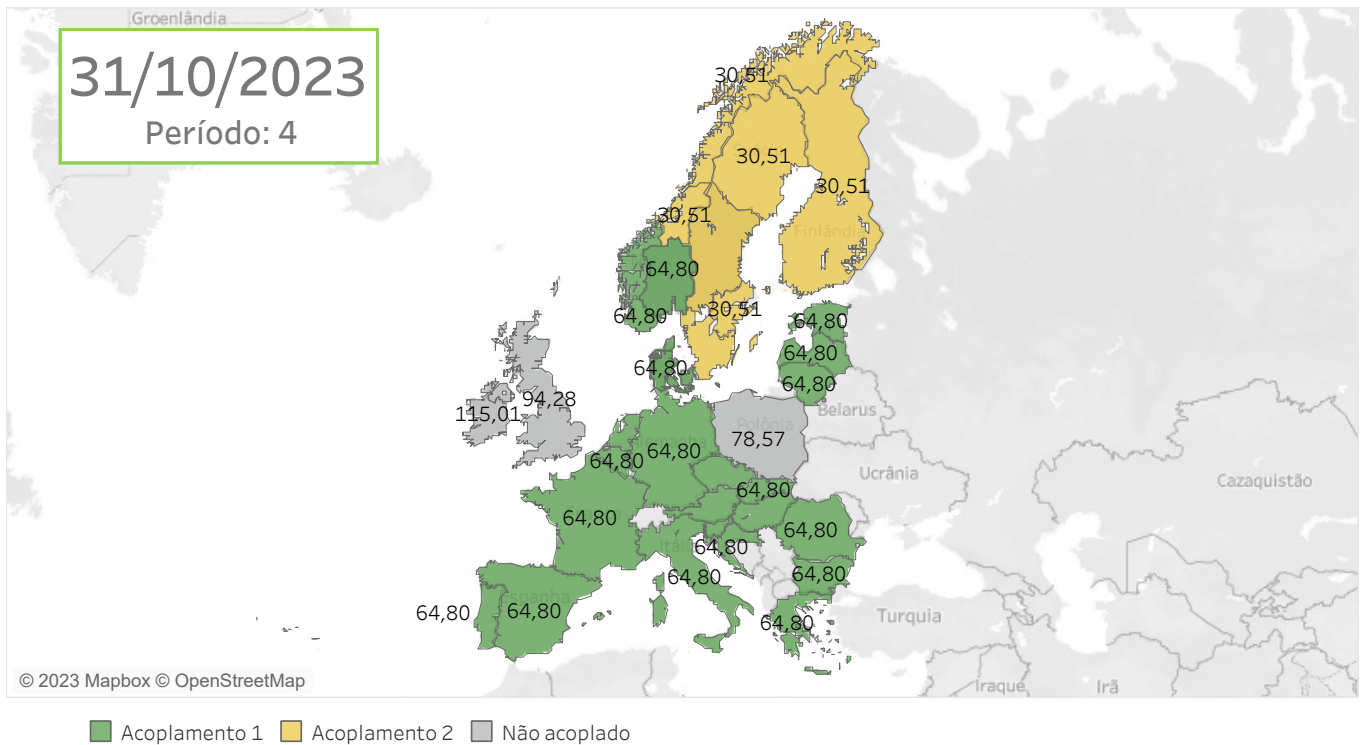 Groenlândia
31/10/2023
Período: 4
30,51
30,51
30,51
30,51
Finlândia
64,80
30,51
64,80
64,80
64,80
64,80
64,80
115,01
94,28
Polônia
78,57
Belarus
Alemanha
64,80
64,80
Ucrânia
Cazaquistão
64,80
64,80
64,80
Itália
64,80
64,80
64,80
Espanha
64,80
64,80
64,80
Turquia
Iraque
Irã
© 2023 Mapbox © OpenStreetMap
Acoplamento 1
Acoplamento 2
Não acoplado